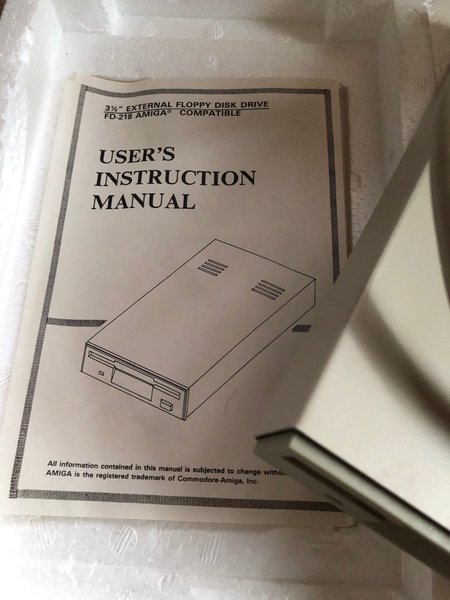 3½" EXTERNAL FLOPPY DISK DRIVE
FD-218 AMIGA® COMPATIBLE
USER'S
INSTRUCTION
MANUAL
All information contained in this manual is subjected to change
AMIGA is the registered trademark of Commodore-Amiga, Inc.